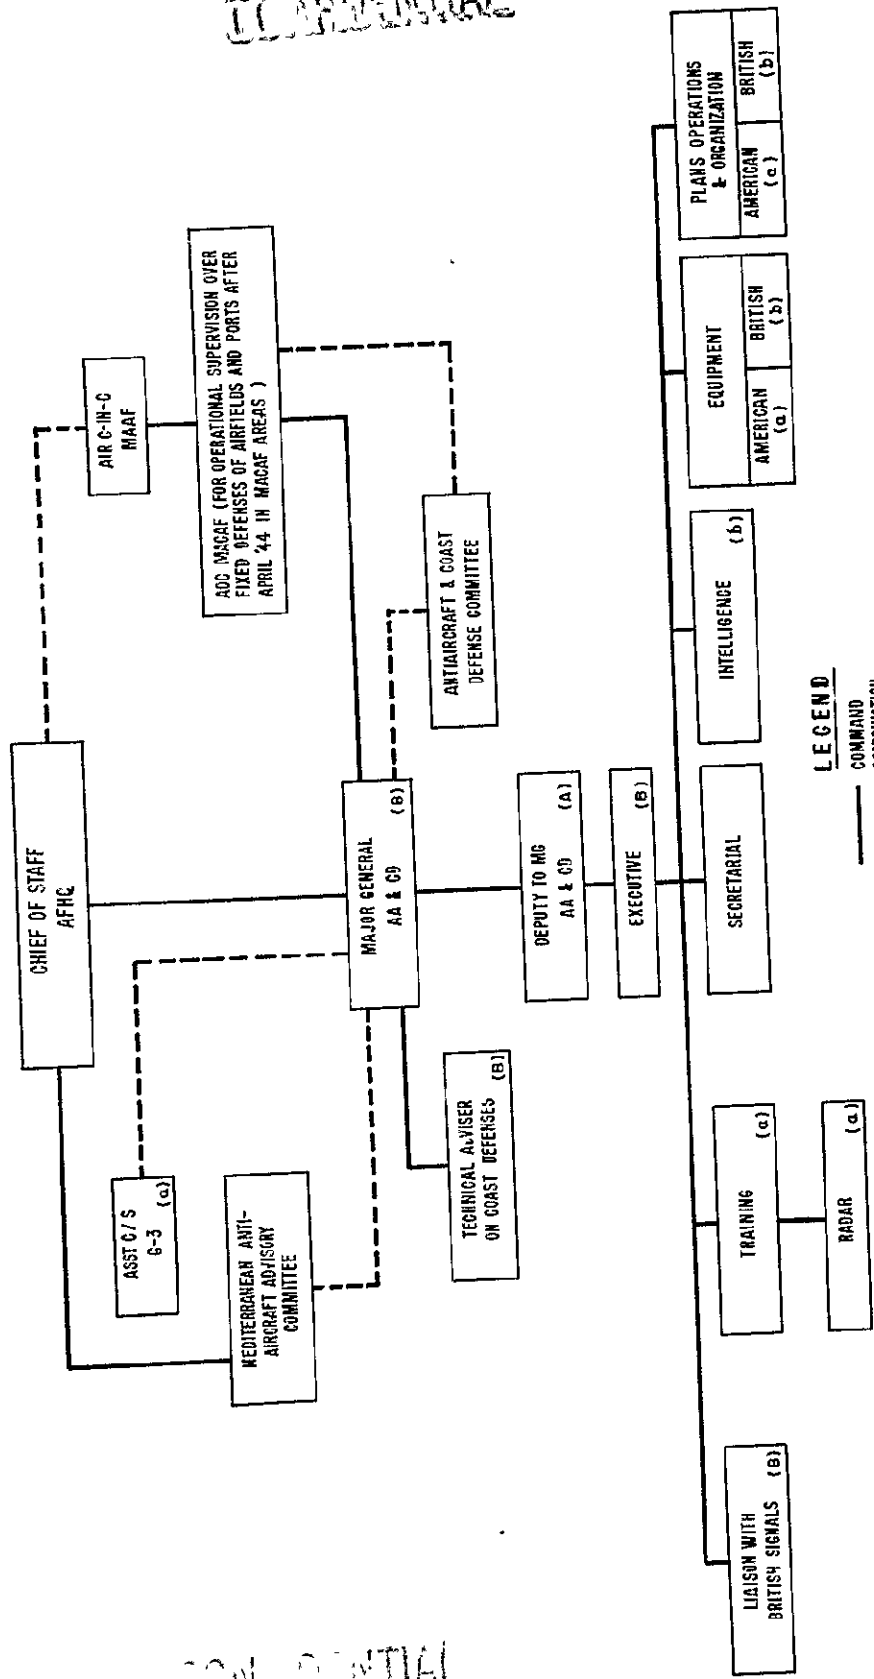 CHIEF OF STAFF
AFHQ
AIR C-IN-C
MAAF
ASST C/S
G-3
(a)
AOC MACAF (FOR OPERATIONAL SUPERVISION OVER
FIXED DEFENSES OF AIRFIELDS AND PORTS AFTER
APRIL '44 IN MACAF AREAS )
MEDITERRANEAN ANTI-
AIRCRAFT ADVISORY
COMMITTEE
MAJOR GENERAL
AA & CD
(B)
ANTIAIRCRAFT & COAST
DEFENSE COMMITTEE
TECHNICAL ADVISER
ON COAST DEFENSES
(B)
DEPUTY TO MG
AA & CD
(A)
EXECUTIVE
(B)
LIAISON WITH
BRITISH SIGNALS
(B)
TRAINING
(a)
RADAR
(a)
SECRETARIAL
INTELLIGENCE
(b)
EQUIPMENT
AMERICAN
(a)
BRITISH
(b)
PLANS OPERATIONS
& ORGANIZATION
AMERICAN
(a)
BRITISH
(b)
LEGEND
COMMAND